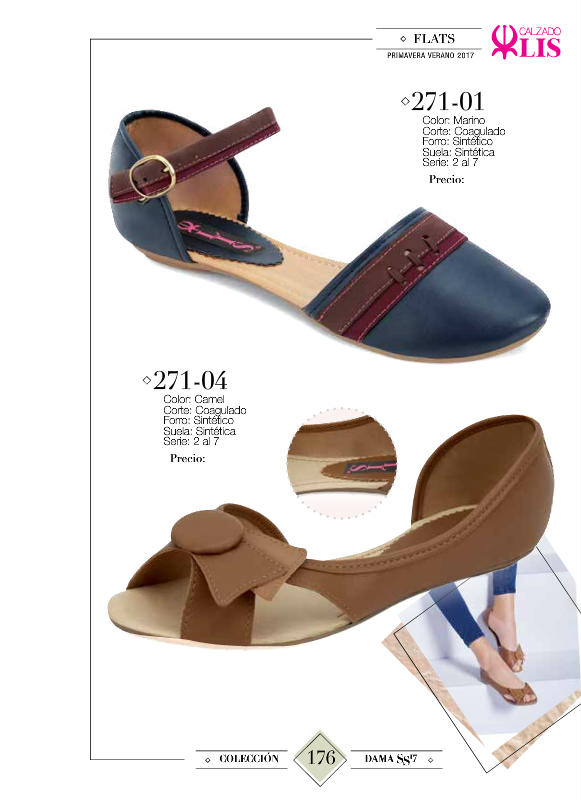 FLATS
PRIMAVERA VERANO 2017
CALZADO
LIS
271-01
Color: Marino
Corte: Coagulado
Forro: Sintético
Suela: Sintética
Serie: 2 al 7
Precio:
271-04
Color: Camel
Corte: Coagulado
Forro: Sintético
Suela: Sintética
Serie: 2 al 7
Precio:
COLECCIÓN
176
DAMA SS'7